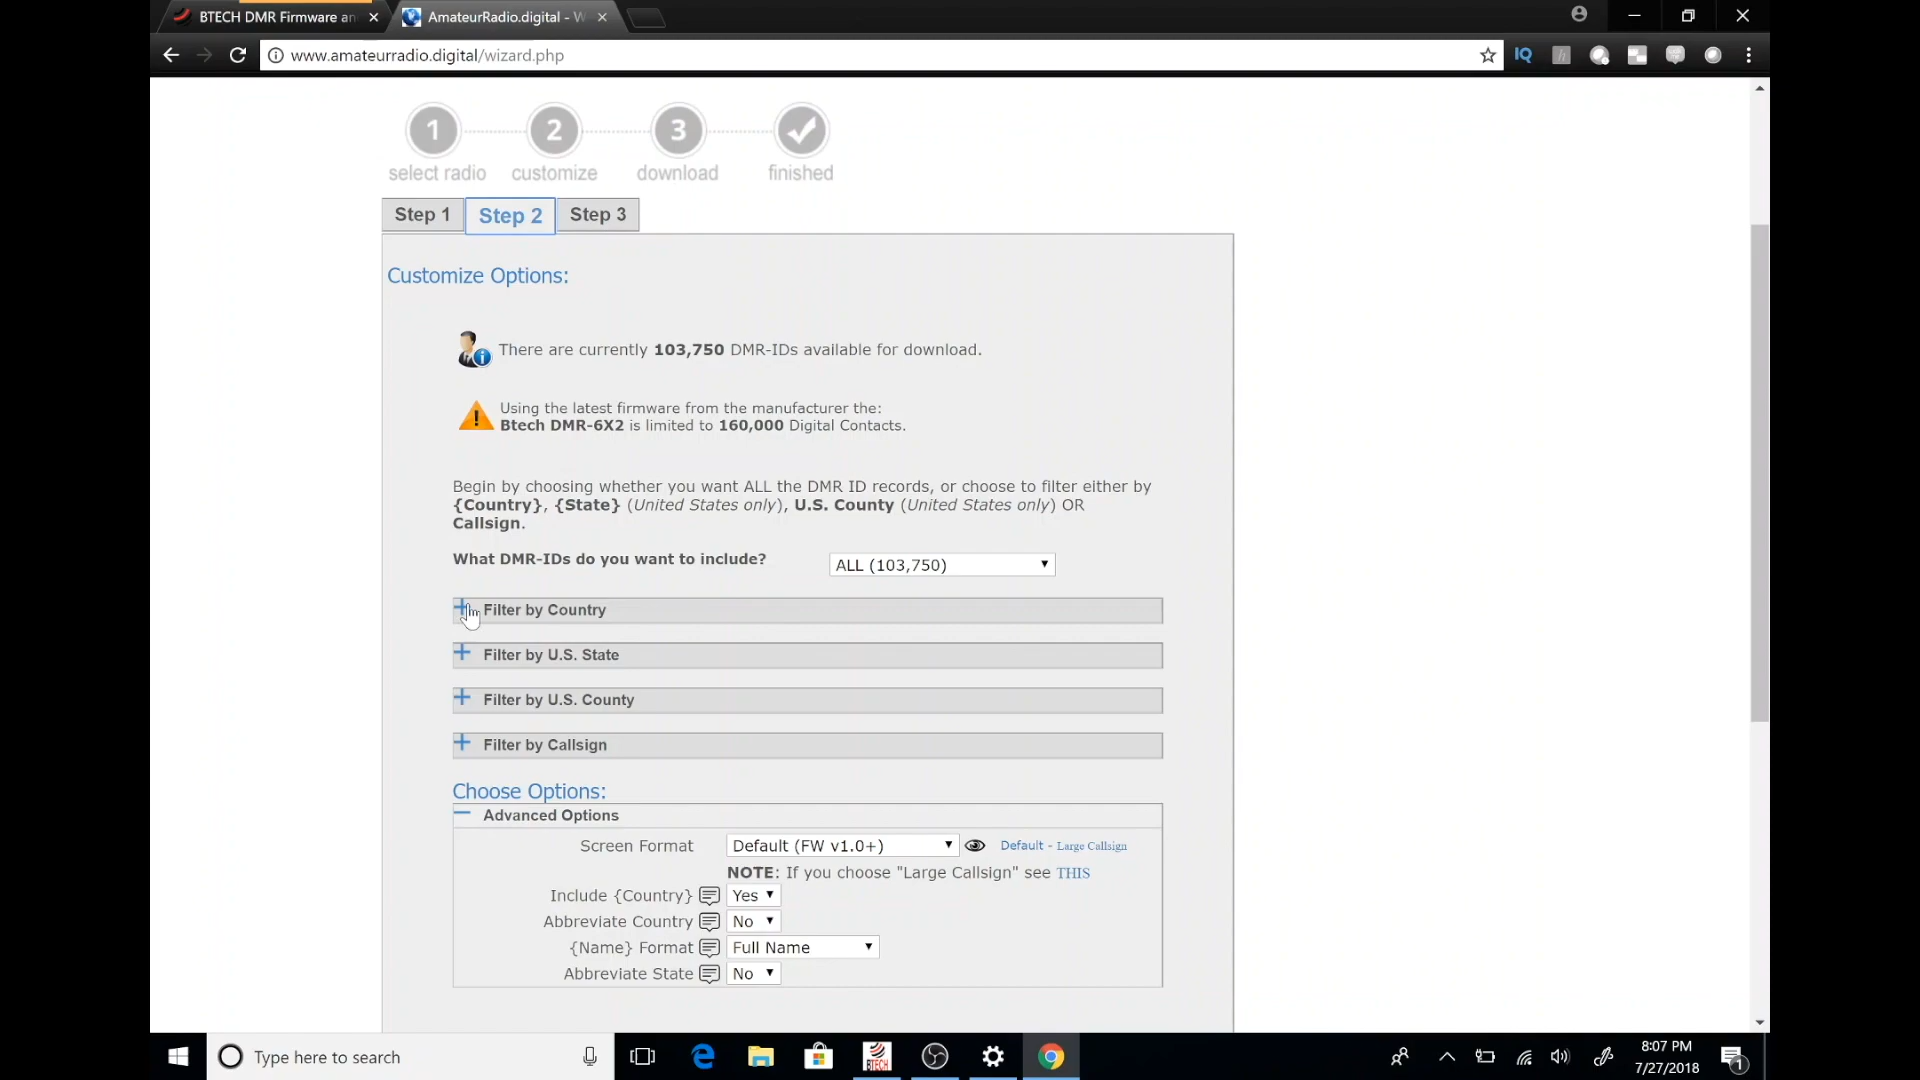 BTECH DMR Firmware an
AmateurRadio.digital - W
www.amateurradio.digital/wizard.php
IQ
1
2
3
select radio
customize
download
finished
Step 1
Step 2
Step 3
Customize Options:
There are currently 103,750 DMR-IDs available for download.
Using the latest firmware from the manufacturer the:
Btech DMR-6X2 is limited to 160,000 Digital Contacts.
Begin by choosing whether you want ALL the DMR ID records, or choose to filter either by
{Country}, {State} (United States only), U.S. County (United States only) OR
Callsign.
What DMR-IDs do you want to include?
ALL (103,750)
Filter by Country
Filter by U.S. State
Filter by U.S. County
Filter by Callsign
Choose Options:
Advanced Options
Screen Format
Default (FW v1.0+)
Default - Large Callsign
NOTE: If you choose "Large Callsign" see THIS
Include {Country}
Yes
Abbreviate Country
No
{Name} Format
Full Name
Abbreviate State
No
Type here to search
BTECH
8:07 PM
7/27/2018
1